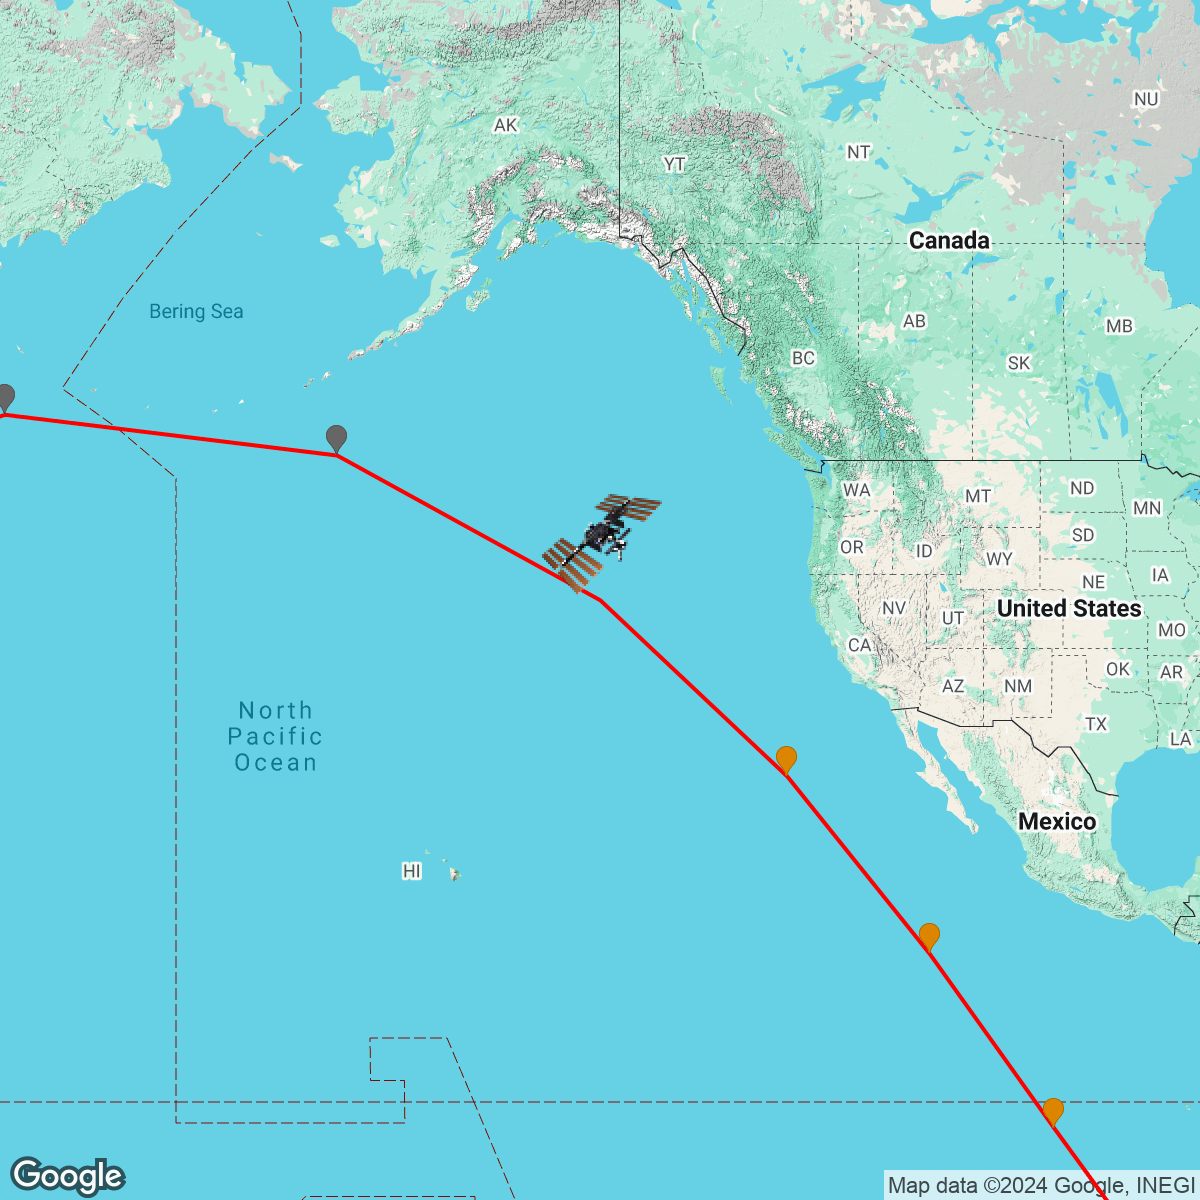 NU
AK
NT
YT
Canada
Bering Sea
AB
MB
BC
SK
WA
MT
ND
MN
SD
OR
ID
WY
IA
NE
NV
UT
United States
MO
CA
OK
AR
AZ
NM
TX
LA
North
Pacific
Ocean
Mexico
HI
Google
Map data ©2024 Google, INEGI